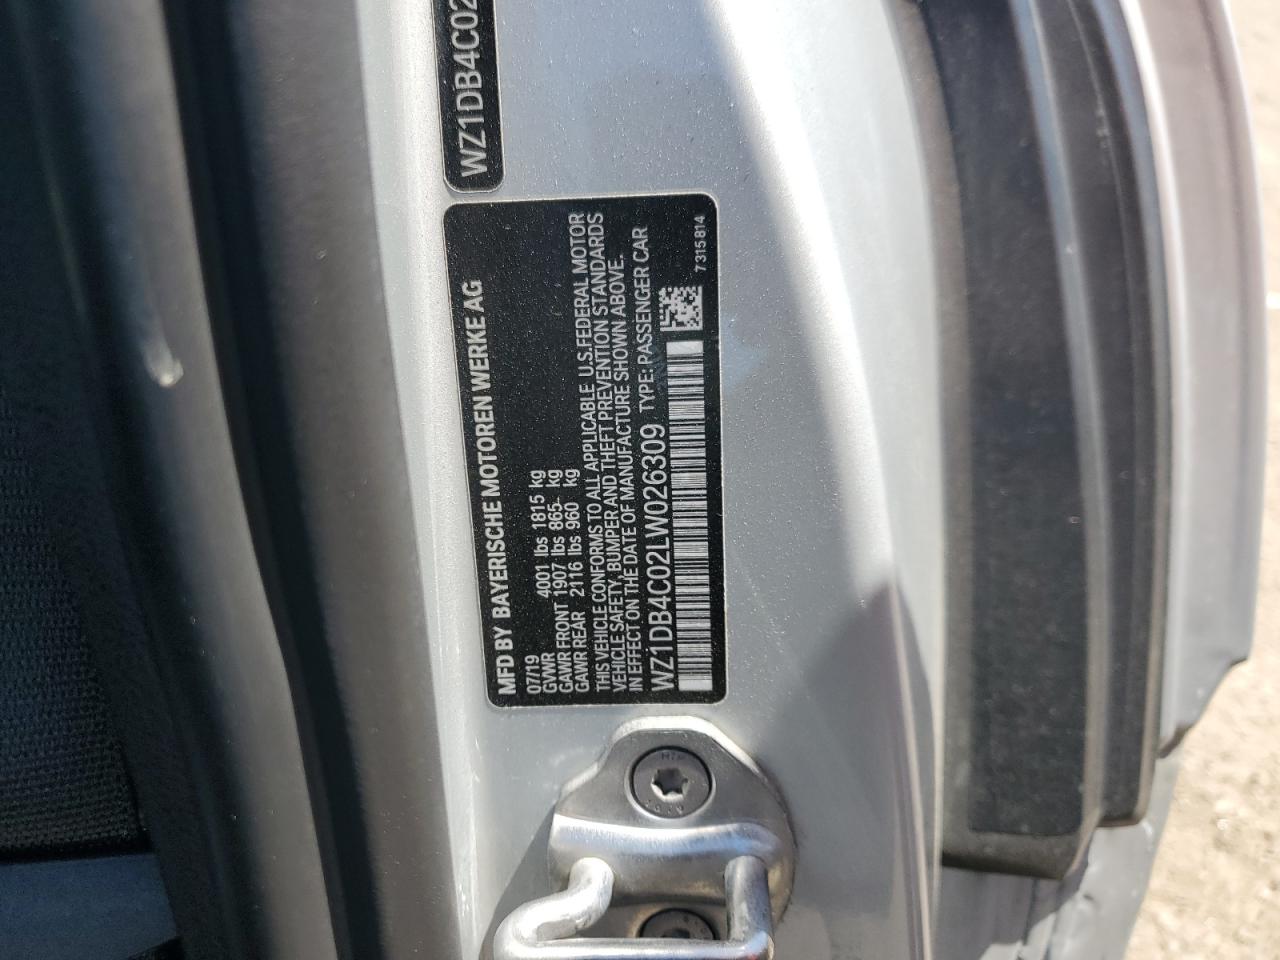 WZ1DB4C02
MFD BY BAYERISCHE MOTOREN WERKE AG
07/19
GVWR 4001 lbs 1815 kg
GAWR FRONT 1907 lbs 865 kg
GAWR REAR 2116 lbs 960 kg
THIS VEHICLE CONFORMS TO ALL APPLICABLE U.S.FEDERAL MOTOR
VEHICLE SAFETY, BUMPER AND THEFT PREVENTION STANDARDS
IN EFFECT ON THE DATE OF MANUFACTURE SHOWN ABOVE.
WZ1DB4C02LW026309 TYPE: PASSENGER CAR
7315814